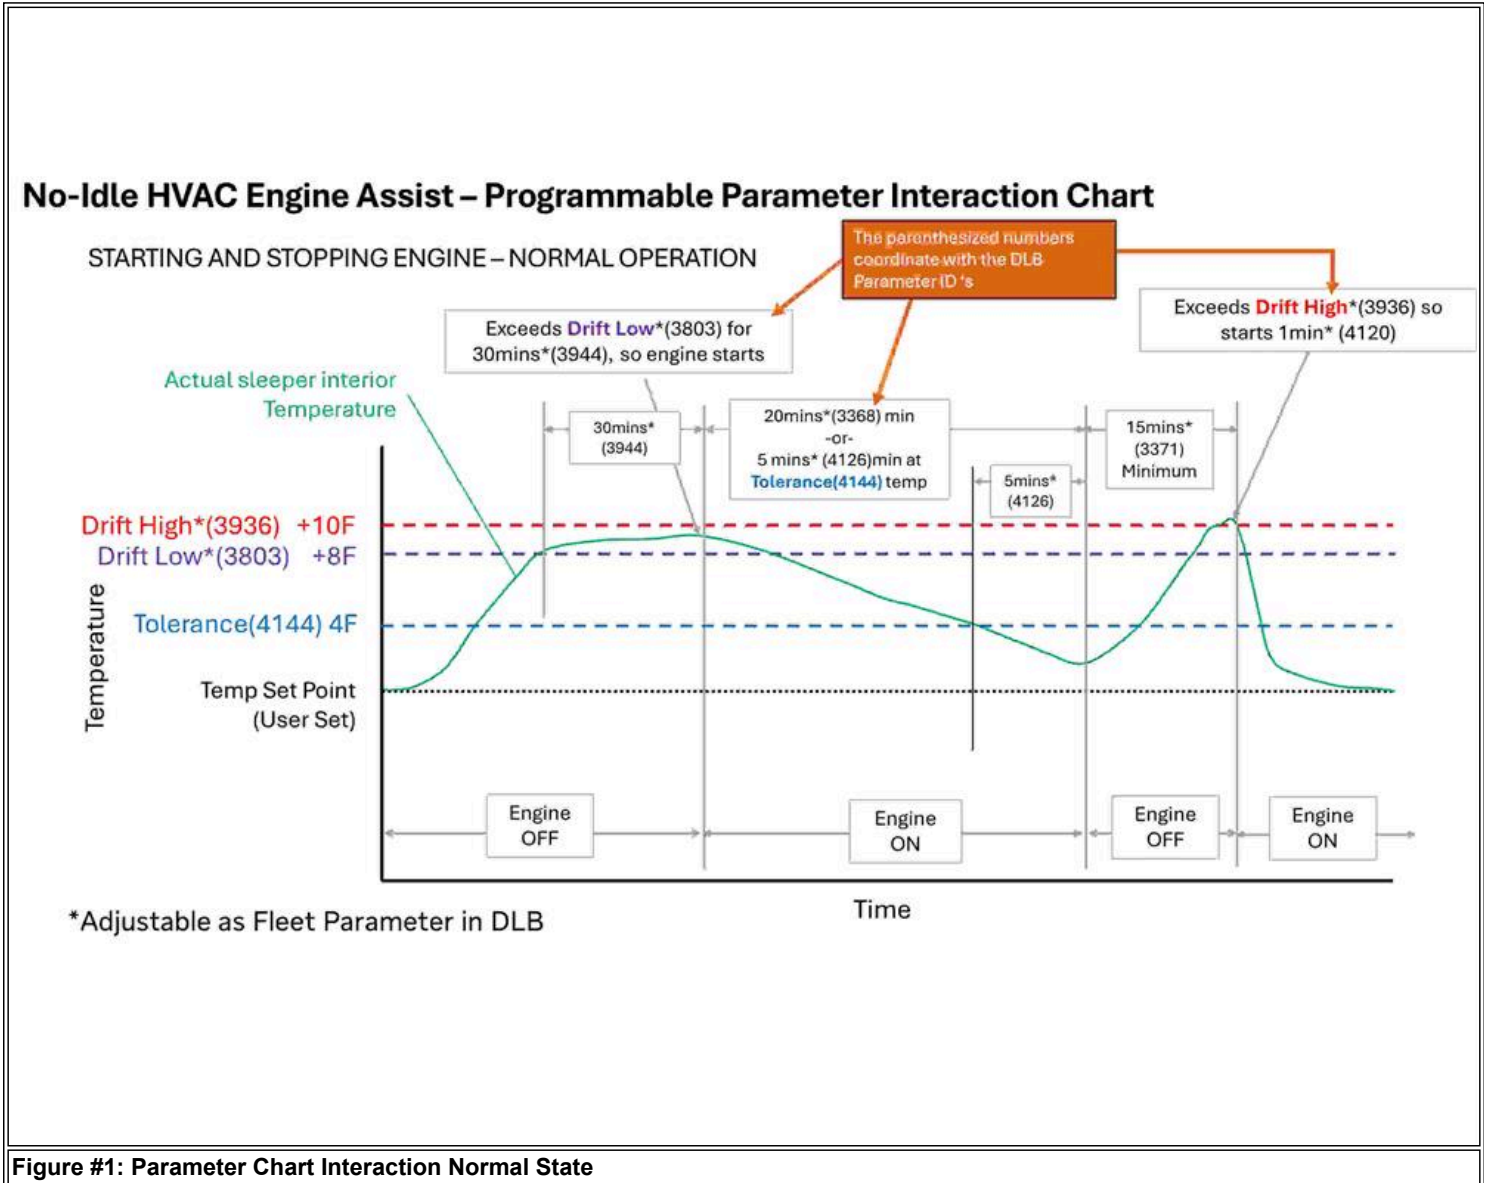 No-Idle HVAC Engine Assist – Programmable Parameter Interaction Chart
STARTING AND STOPPING ENGINE – NORMAL OPERATION
The parenthesized numbers
coordinate with the DLB
Parameter ID 's
Exceeds Drift Low*(3803) for
30mins*(3944), so engine starts
Exceeds Drift High*(3936) so
starts 1min* (4120)
Actual sleeper interior
Temperature
30mins*
(3944)
20mins*(3368) min
-or-
5 mins* (4126)min at
Tolerance(4144) temp
5mins*
(4126)
15mins*
(3371)
Minimum
Drift High*(3936) +10F
Drift Low*(3803) +8F
Tolerance(4144) 4F
Temp Set Point
(User Set)
Temperature
Engine
OFF
Engine
ON
Engine
OFF
Engine
ON
Time
*Adjustable as Fleet Parameter in DLB
Figure #1: Parameter Chart Interaction Normal State